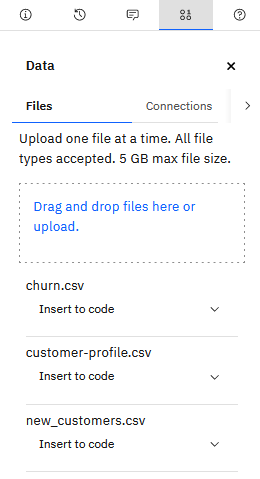 Data
Files
Connections
Upload one file at a time. All file
types accepted. 5 GB max file size.
Drag and drop files here or
upload.
churn.csv
Insert to code
customer-profile.csv
Insert to code
new_customers.csv
Insert to code